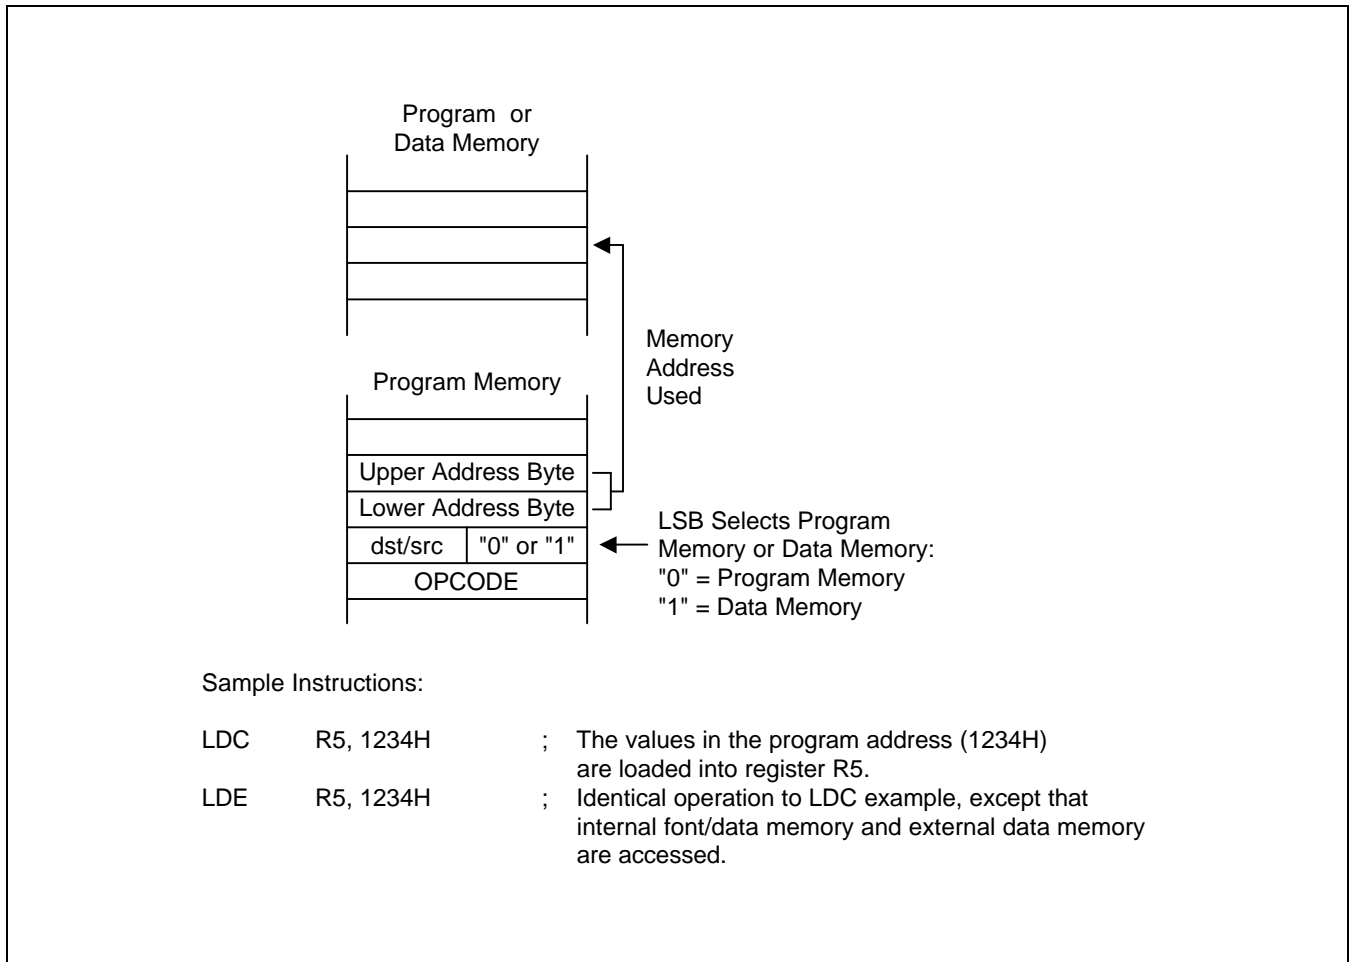 Program or
Data Memory
Memory
Address
Used
Program Memory
Upper Address Byte
Lower Address Byte
dst/src "0" or "1"
OPCODE
LSB Selects Program
Memory or Data Memory:
"0" = Program Memory
"1" = Data Memory
Sample Instructions:
LDC R5, 1234H ; The values in the program address (1234H)
are loaded into register R5.
LDE R5, 1234H ; Identical operation to LDC example, except that
internal font/data memory and external data memory
are accessed.